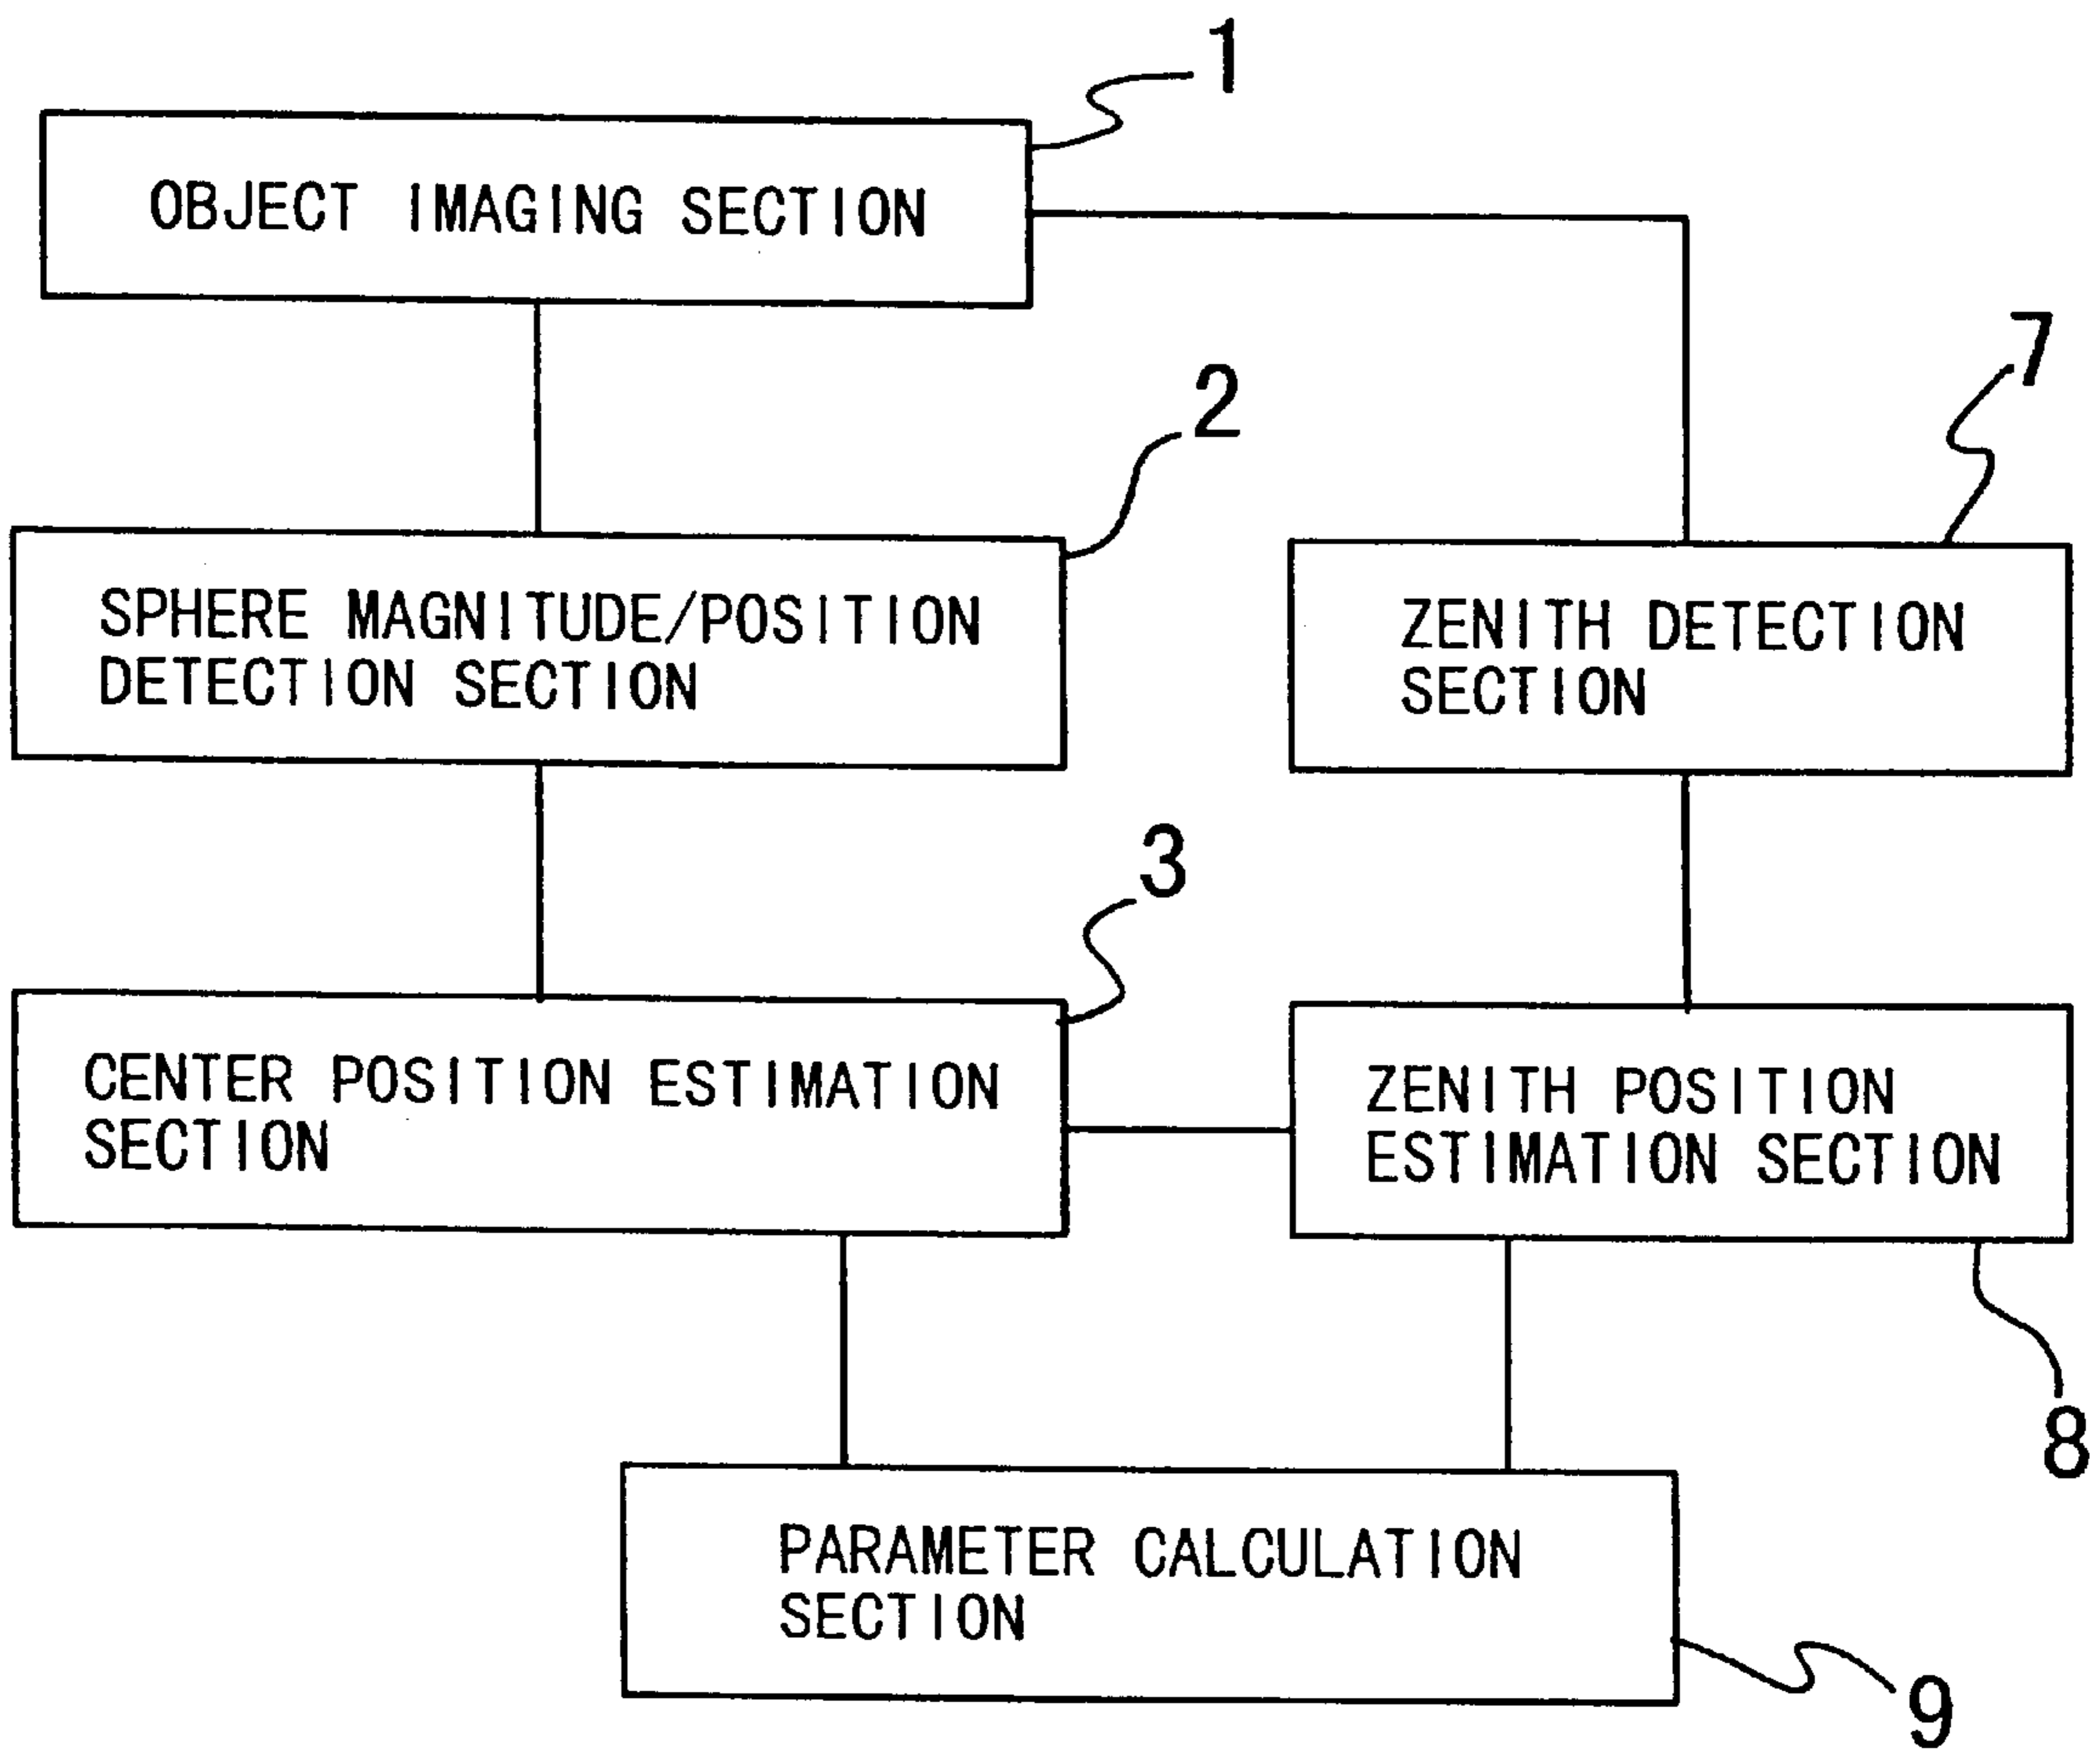 1
OBJECT IMAGING SECTION
2
7
SPHERE MAGNITUDE/POSITION
DETECTION SECTION
ZENITH DETECTION
SECTION
3
CENTER POSITION ESTIMATION
SECTION
ZENITH POSITION
ESTIMATION SECTION
8
PARAMETER CALCULATION
SECTION
9